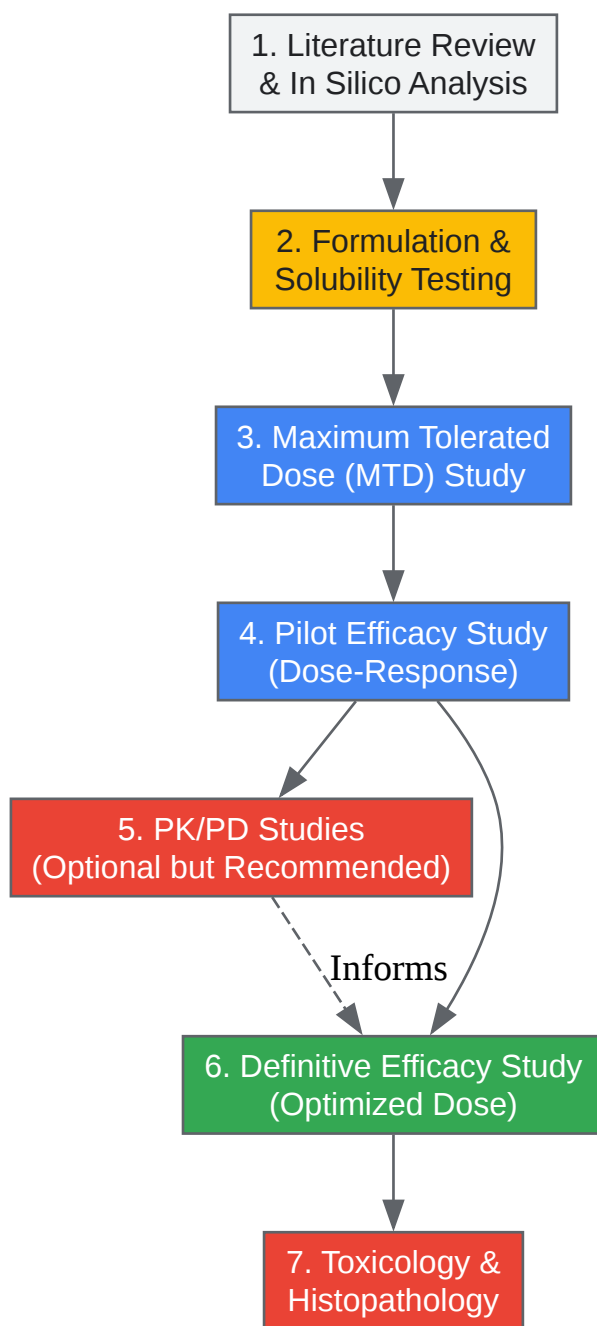 1. Literature Review
& In Silico Analysis
2. Formulation &
Solubility Testing
3. Maximum Tolerated
Dose (MTD) Study
4. Pilot Efficacy Study
(Dose-Response)
5. PK/PD Studies
(Optional but Recommended)
Informs
6. Definitive Efficacy Study
(Optimized Dose)
7. Toxicology &
Histopathology